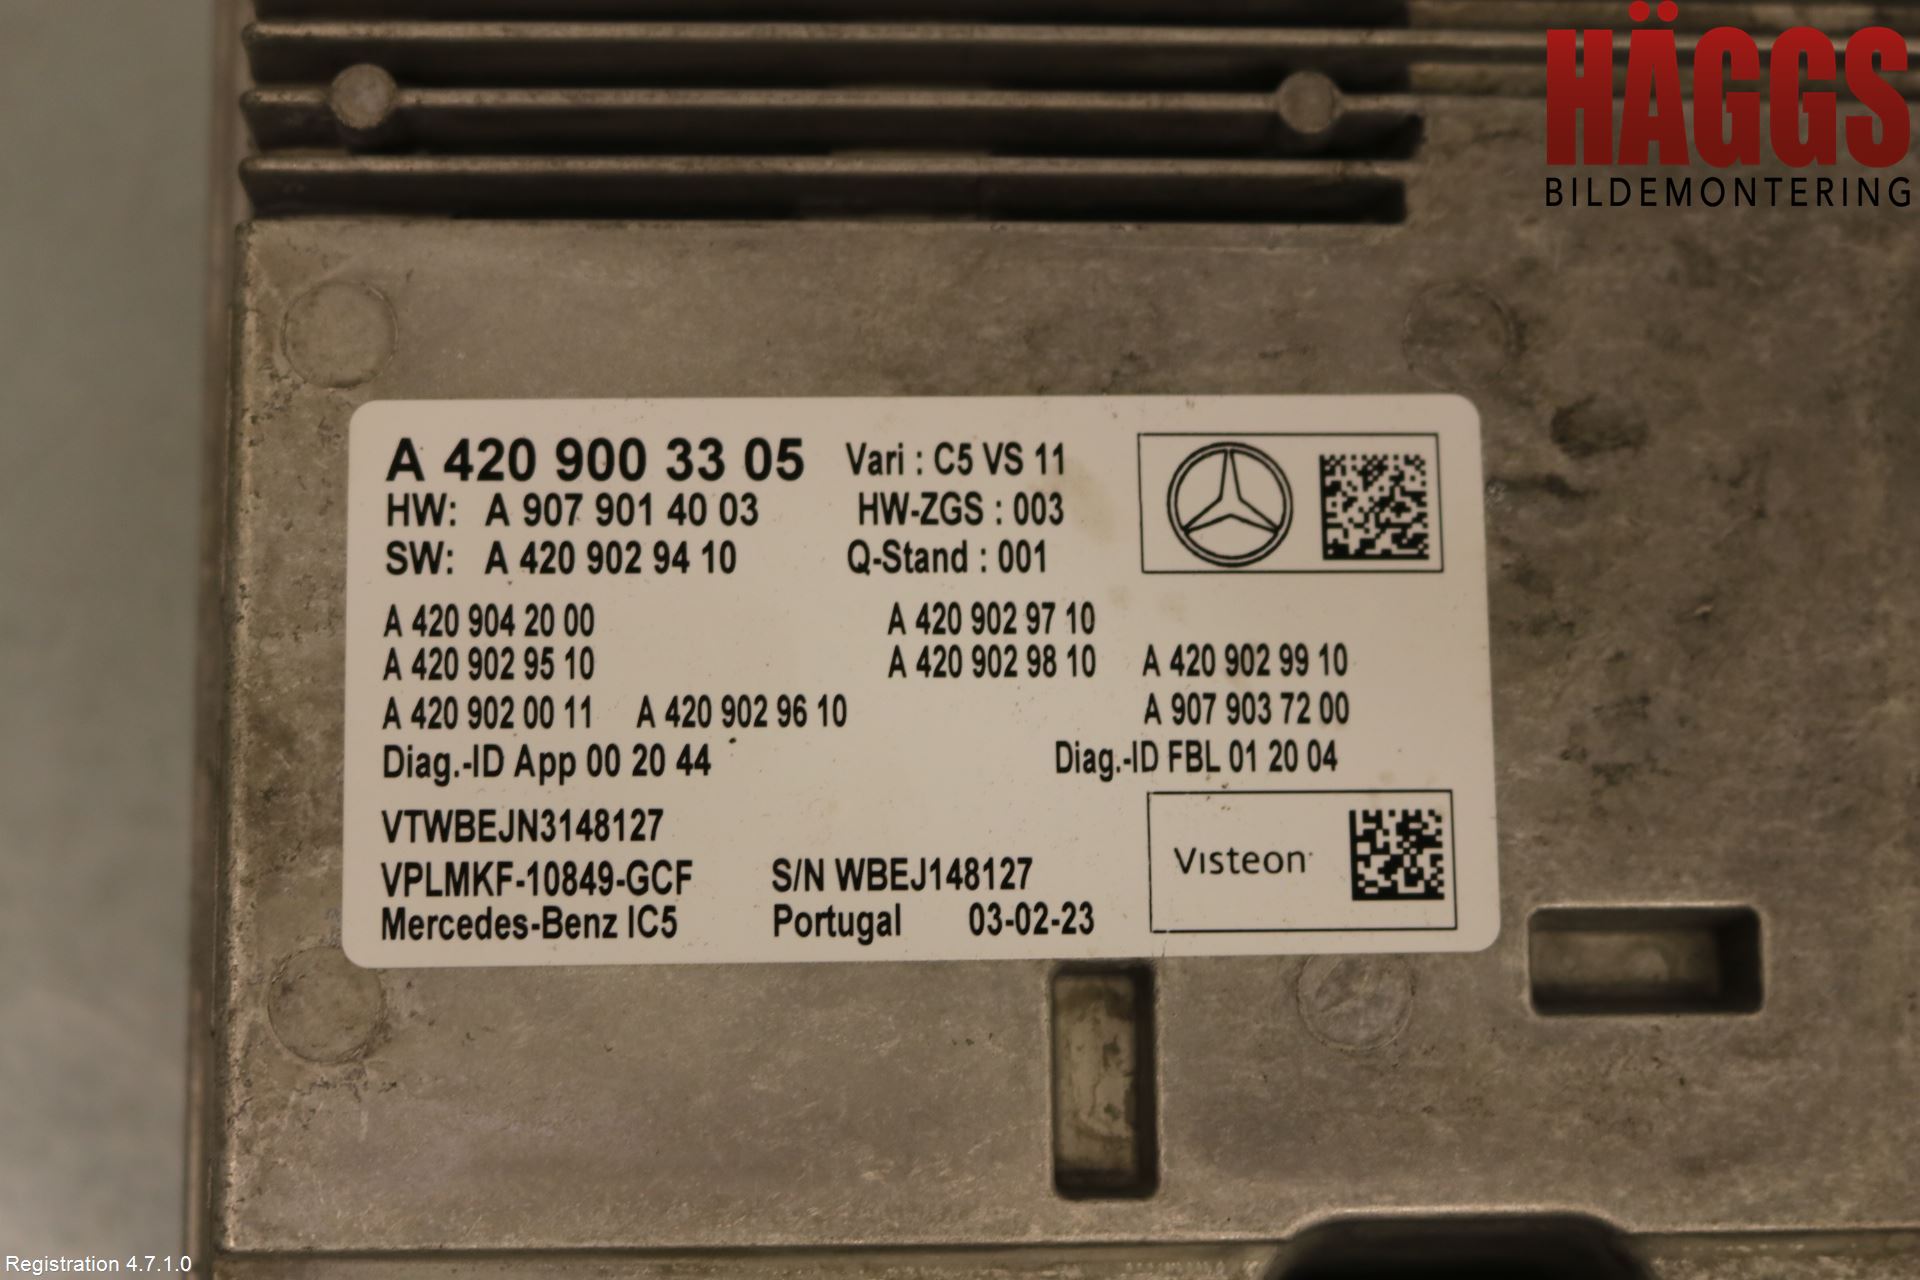 HÄGGS
BILDEMONTERING
A 420 900 33 05 Vari : C5 VS 11
HW: A 907 901 40 03 HW-ZGS : 003
SW: A 420 902 94 10 Q-Stand : 001
A 420 904 20 00 A 420 902 97 10
A 420 902 95 10 A 420 902 98 10 A 420 902 99 10
A 420 902 00 11 A 420 902 96 10 A 907 903 72 00
Diag.-ID App 00 20 44 Diag.-ID FBL 01 20 04
VTWBEJN3148127
VPLMKF-10849-GCF S/N WBEJ148127
Mercedes-Benz IC5 Portugal 03-02-23
Visteon
Registration 4.7.1.0